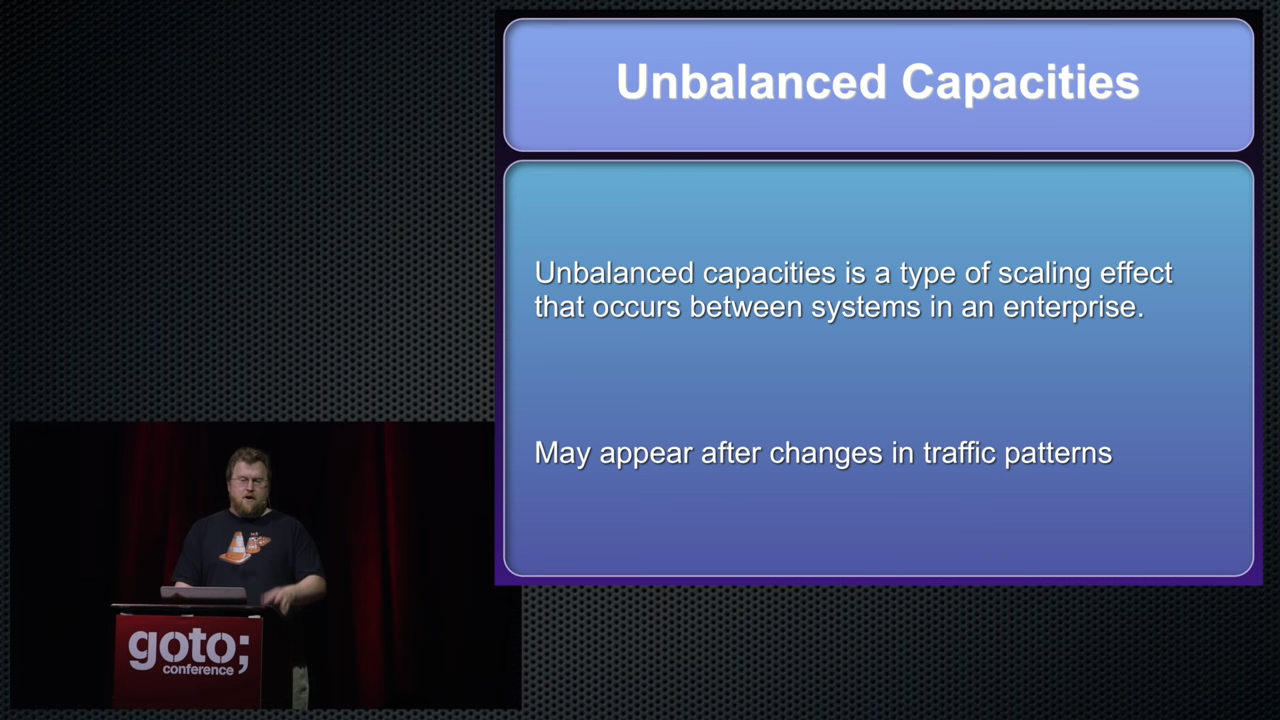 Unbalanced Capacities
Unbalanced capacities is a type of scaling effect
that occurs between systems in an enterprise.
May appear after changes in traffic patterns
goto;
conference